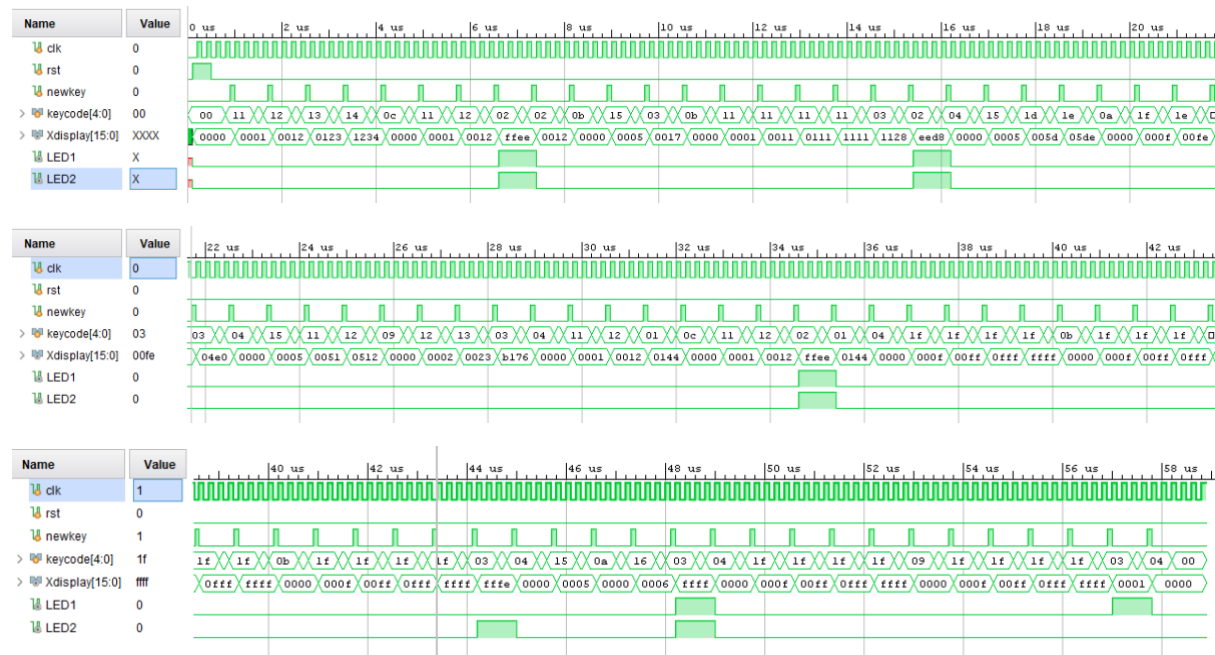 Name Value 0 us 2 us 4 us 6 us 8 us 10 us 12 us 14 us 16 us 18 us 20 us
clk 0
rst 0
newkey 0
keycode[4:0] 00 00 11 12 13 14 0c 11 12 02 02 0b 15 03 0b 11 11 11 11 03 02 04 15 1d 1e 0a 1f 1e
Xdisplay[15:0] XXXX 0000 0001 0012 0123 1234 0000 0001 0012 ffee 0012 0000 0005 0017 0000 0001 0011 0111 1111 1128 eed8 0000 0005 005d 05de 0000 000f 00fe
LED1 X
LED2 X
Name Value 22 us 24 us 26 us 28 us 30 us 32 us 34 us 36 us 38 us 40 us 42 us
clk 0
rst 0
newkey 0
keycode[4:0] 03 03 04 15 11 12 09 12 13 03 04 11 12 01 0c 11 12 02 01 04 1f 1f 1f 1f 0b 1f 1f 1f
Xdisplay[15:0] 00fe 04e0 0000 0005 0051 0512 0000 0002 0023 b176 0000 0001 0012 0144 0000 0001 0012 ffee 0144 0000 000f 00ff 0fff ffff 0000 000f 00ff 0fff
LED1 0
LED2 0
Name Value 40 us 42 us 44 us 46 us 48 us 50 us 52 us 54 us 56 us 58 us
clk 1
rst 0
newkey 1
keycode[4:0] 1f 1f 1f 0b 1f 1f 1f 1f 03 04 15 0a 16 03 04 1f 1f 1f 1f 09 1f 1f 1f 1f 03 04 00
Xdisplay[15:0] ffff 0fff ffff 0000 000f 00ff 0fff ffff fffe 0000 0005 0000 0006 ffff 0000 000f 00ff 0fff ffff 0000 000f 00ff 0fff ffff 0001 0000
LED1 0
LED2 0